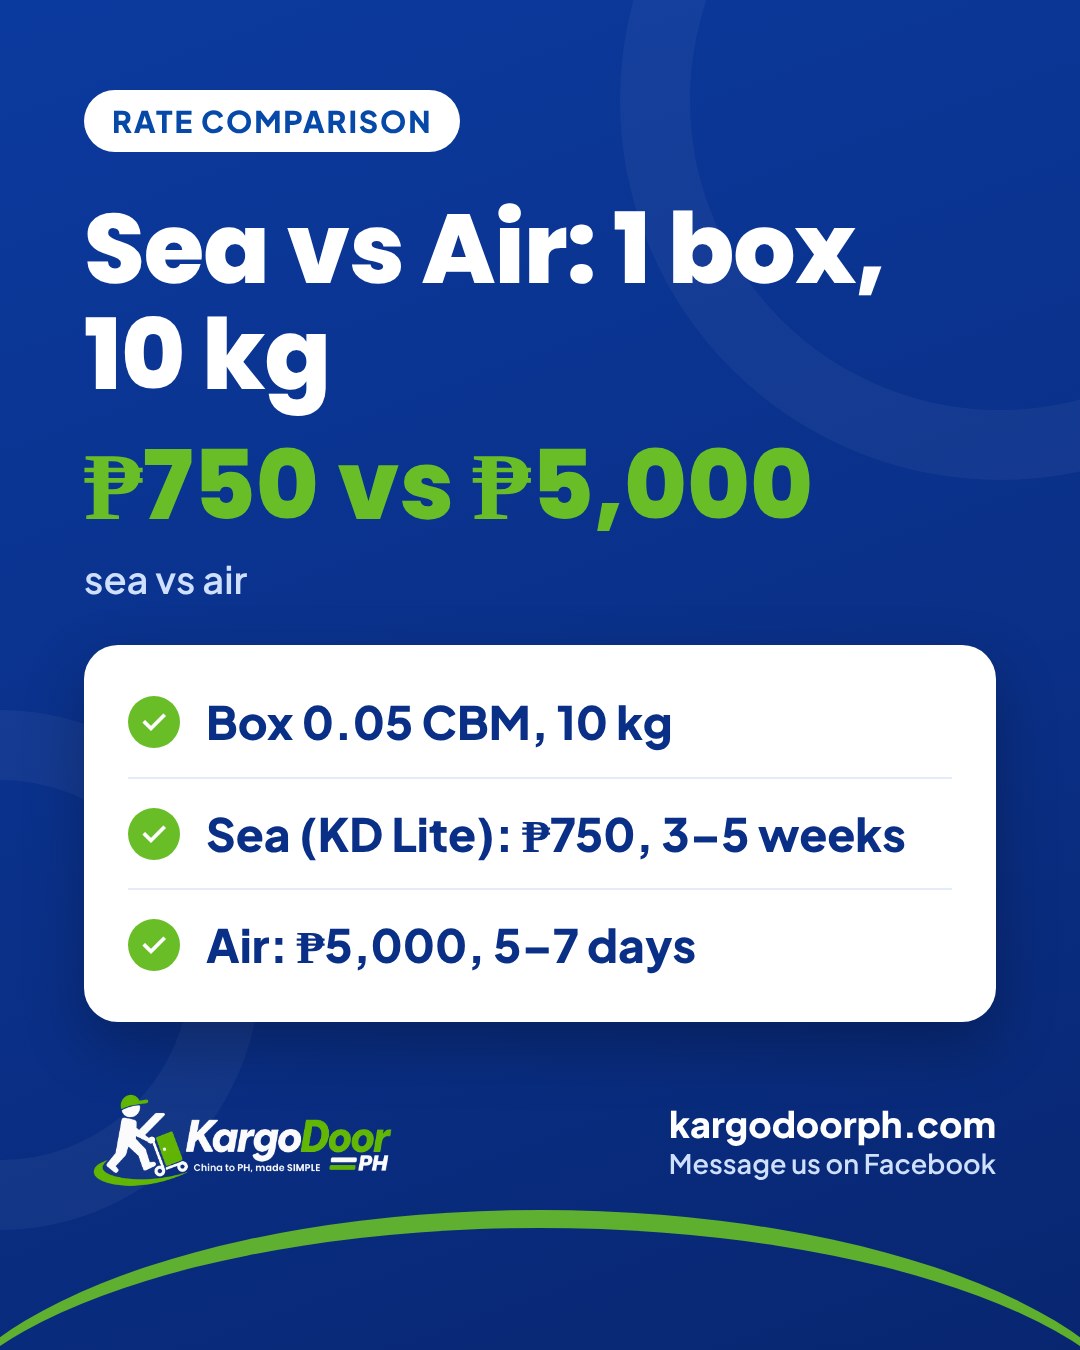 RATE COMPARISON
Sea vs Air: 1 box,
10 kg
₱750 vs ₱5,000
sea vs air
Box 0.05 CBM, 10 kg
Sea (KD Lite): ₱750, 3–5 weeks
Air: ₱5,000, 5–7 days
KargoDoor
China to PH, made SIMPLE PH
kargodoorph.com
Message us on Facebook